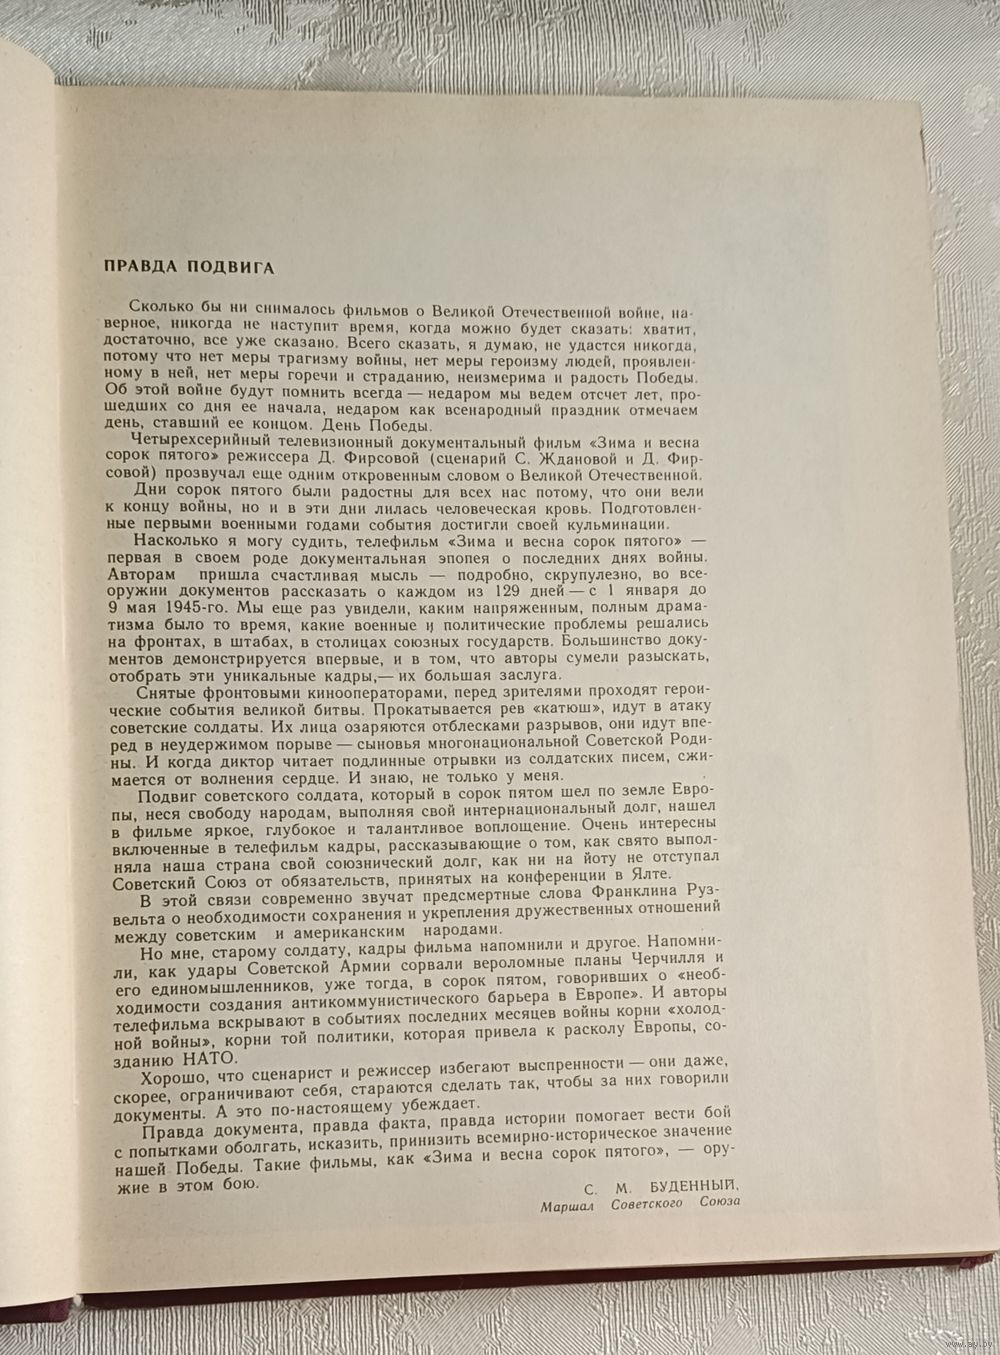 ПРАВДА ПОДВИГА
Сколько бы ни снималось фильмов о Великой Отечественной войне, на-
верное, никогда не наступит время, когда можно будет сказать: хватит,
достаточно, все уже сказано. Всего сказать, я думаю, не удастся никогда,
потому что нет меры трагизму войны, нет меры героизму людей, проявлен-
ному в ней, нет меры горечи и страданию, неизмерима и радость Победы.
Об этой войне будут помнить всегда — недаром мы ведем отсчет лет, про-
шедших со дня ее начала, недаром как всенародный праздник отмечаем
день, ставший ее концом. День Победы.
Четырехсерийный телевизионный документальный фильм «Зима и весна
сорок пятого» режиссера Д. Фирсовой (сценарий С. Ждановой и Д. Фир-
совой) прозвучал еще одним откровенным словом о Великой Отечественной.
Дни сорок пятого были радостны для всех нас потому, что они вели
к концу войны, но и в эти дни лилась человеческая кровь. Подготовлен-
ные первыми военными годами события достигли своей кульминации.
Насколько я могу судить, телефильм «Зима и весна сорок пятого» —
первая в своем роде документальная эпопея о последних днях войны.
Авторам пришла счастливая мысль — подробно, скрупулезно, во все-
оружии документов рассказать о каждом из 129 дней — с 1 января до
9 мая 1945-го. Мы еще раз увидели, каким напряженным, полным драма-
тизма было то время, какие военные и политические проблемы решались
на фронтах, в штабах, в столицах союзных государств. Большинство доку-
ментов демонстрируется впервые, и в том, что авторы сумели разыскать,
отобрать эти уникальные кадры,— их большая заслуга.
Снятые фронтовыми кинооператорами, перед зрителями проходят герои-
ческие события великой битвы. Прокатывается рев «катюш», идут в атаку
советские солдаты. Их лица озаряются отблесками разрывов, они идут впе-
ред в неудержимом порыве — сыновья многонациональной Советской Роди-
ны. И когда диктор читает подлинные отрывки из солдатских писем, сжи-
мается от волнения сердце. И знаю, не только у меня.
Подвиг советского солдата, который в сорок пятом шел по земле Евро-
пы, неся свободу народам, выполняя свой интернациональный долг, нашел
в фильме яркое, глубокое и талантливое воплощение. Очень интересны
включенные в телефильм кадры, рассказывающие о том, как свято выпол-
няла наша страна свой союзнический долг, как ни на йоту не отступал
Советский Союз от обязательств, принятых на конференции в Ялте.
В этой связи современно звучат предсмертные слова Франклина Руз-
вельта о необходимости сохранения и укрепления дружественных отношений
между советским и американским народами.
Но мне, старому солдату, кадры фильма напомнили и другое. Напомни-
ли, как удары Советской Армии сорвали вероломные планы Черчилля и
его единомышленников, уже тогда, в сорок пятом, говоривших о «необ-
ходимости создания антикоммунистического барьера в Европе». И авторы
телефильма вскрывают в событиях последних месяцев войны корни «холод-
ной войны», корни той политики, которая привела к расколу Европы, со-
зданию НАТО.
Хорошо, что сценарист и режиссер избегают выспренности — они даже,
скорее, ограничивают себя, стараются сделать так, чтобы за них говорили
документы. А это по-настоящему убеждает.
Правда документа, правда факта, правда истории помогает вести бой
с попытками оболгать, исказить, принизить всемирно-историческое значение
нашей Победы. Такие фильмы, как «Зима и весна сорок пятого», — ору-
жие в этом бою.
С. М. БУДЕННЫЙ,
Маршал Советского Союза
www.ay.by